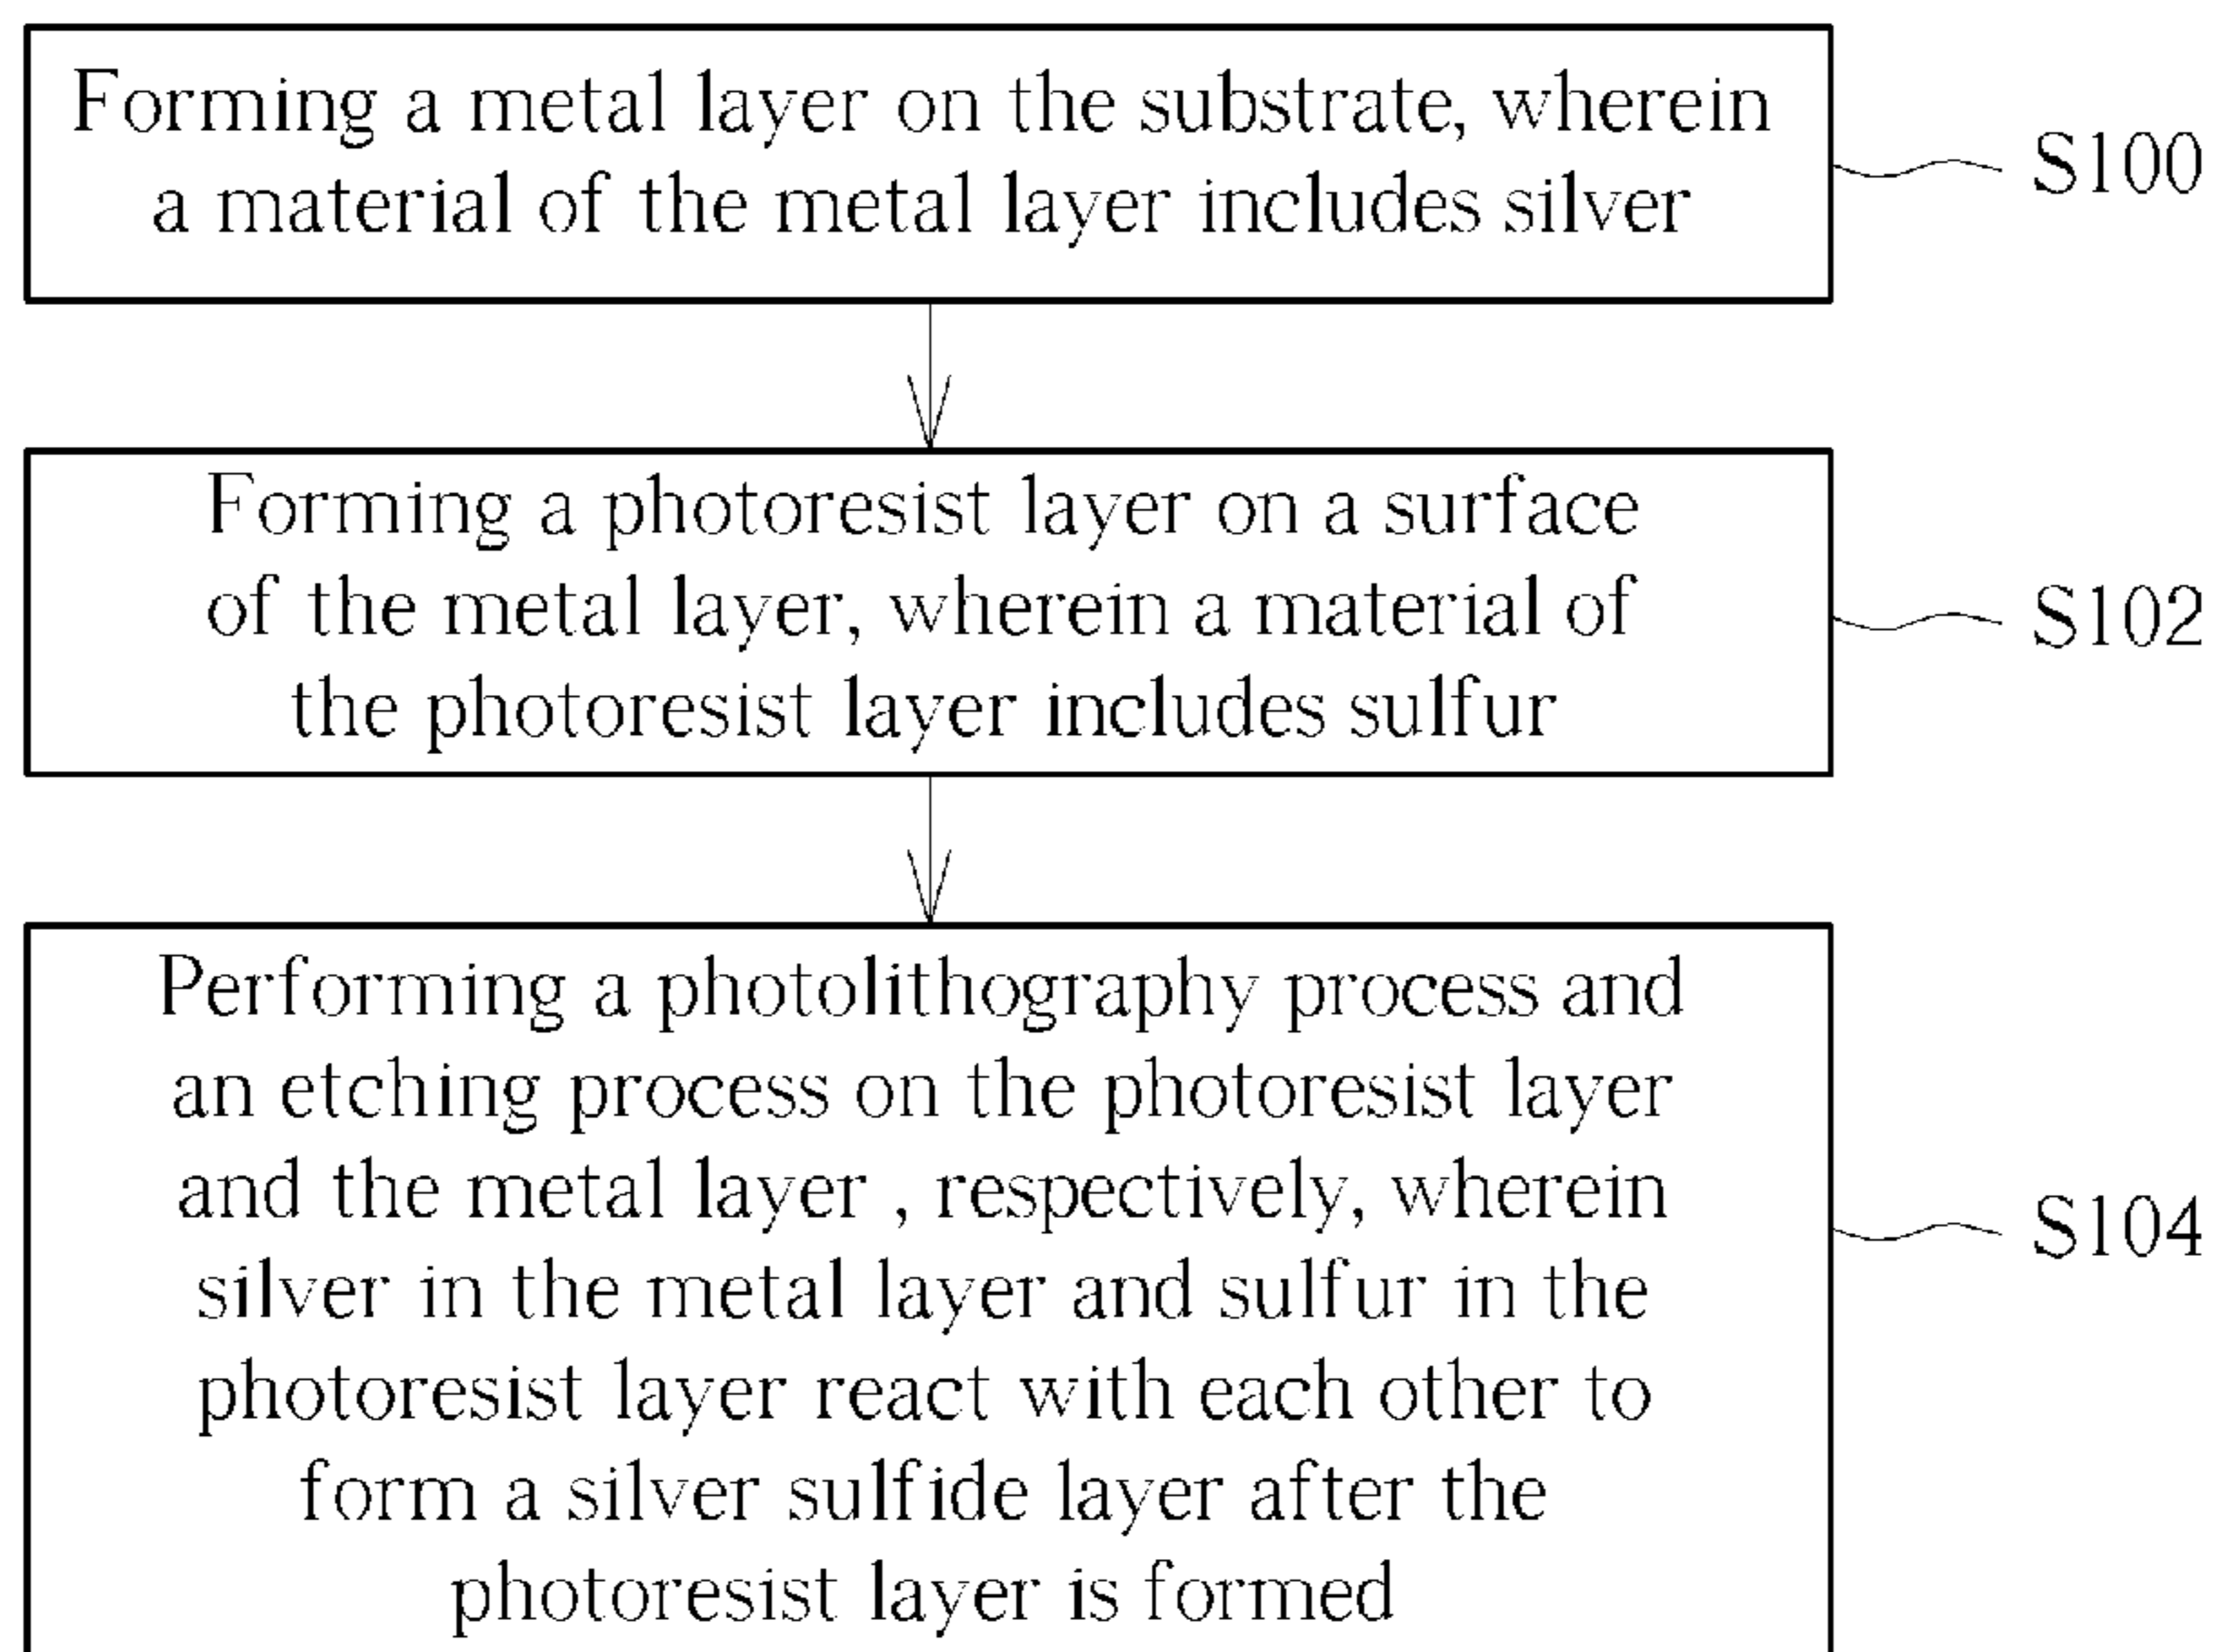 Forming a metal layer on the substrate, wherein
a material of the metal layer includes silver
S100
Forming a photoresist layer on a surface
of the metal layer, wherein a material of
the photoresist layer includes sulfur
S102
Performing a photolithography process and
an etching process on the photoresist layer
and the metal layer , respectively, wherein
silver in the metal layer and sulfur in the
photoresist layer react with each other to
form a silver sulfide layer after the
photoresist layer is formed
S104